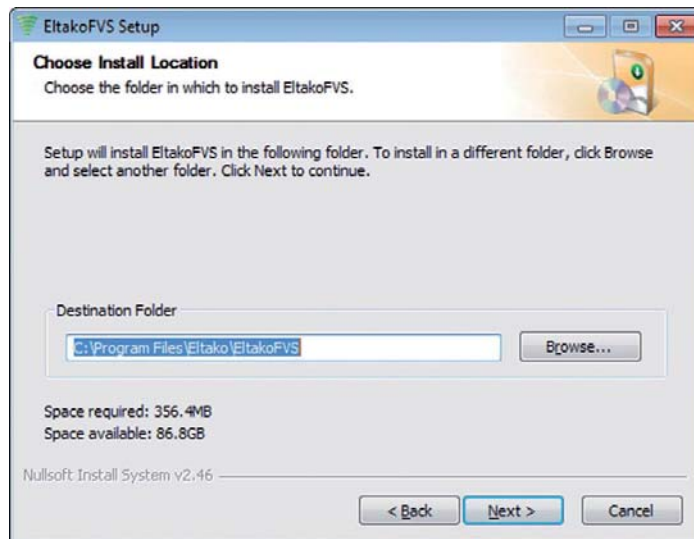 EltakoFVS Setup
Choose Install Location
Choose the folder in which to install EltakoFVS.
Setup will install EltakoFVS in the following folder. To install in a different folder, click Browse
and select another folder. Click Next to continue.
Destination Folder
C:\Program Files\Eltako\EltakoFVS
Browse...
Space required: 356.4MB
Space available: 86.8GB
Nullsoft Install System v2.46
< Back
Next >
Cancel